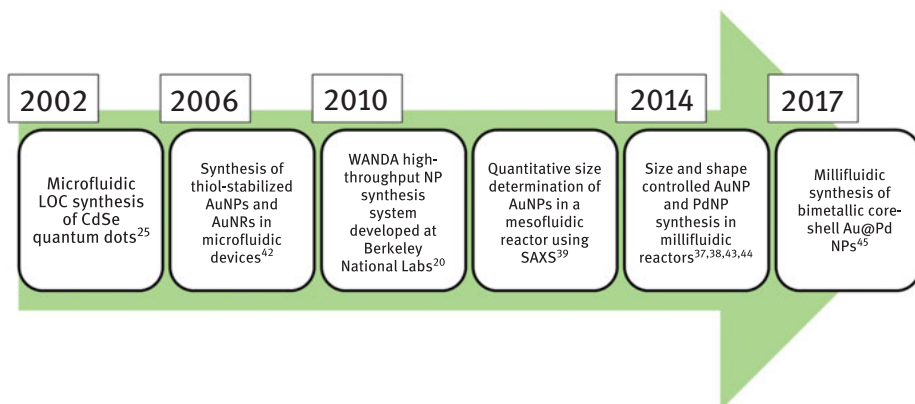 2002
Microfluidic
LOC synthesis
of CdSe
quantum dots²⁵
2006
Synthesis of
thiol-stabilized
AuNPs and
AuNRs in
microfluidic
devices⁴²
2010
WANDA high-
throughput NP
synthesis
system
developed at
Berkeley
National Labs²⁰
Quantitative size
determination of
AuNPs in a
mesofluidic
reactor using
SAXS³⁹
2014
Size and shape
controlled AuNP
and PdNP
synthesis in
millifluidic
reactors³⁷,³⁸,⁴³,⁴⁴
2017
Millifluidic
synthesis of
bimetallic core-
shell Au@Pd
NPs⁴⁵